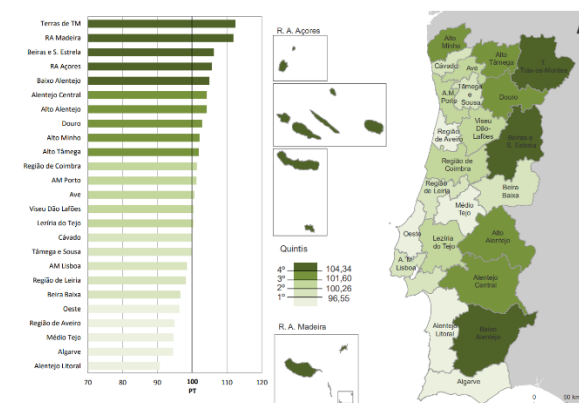 Terras de TM
RA Madeira
Beiras e S. Estrela
RA Açores
Baixo Alentejo
Alentejo Central
Alto Alentejo
Douro
Alto Minho
Alto Tâmega
Região de Coimbra
AM Porto
Ave
Viseu Dão Lafões
Lezíria do Tejo
Cávado
Tâmega e Sousa
AM Lisboa
Região de Leiria
Beira Baixa
Oeste
Região de Aveiro
Médio Tejo
Algarve
Alentejo Litoral
70 80 90 100 110 120
PT
R. A. Açores
Quintis
4º 104,34
3º 101,60
2º 100,26
1º 96,55
R. A. Madeira
Alto
Minho
Alto
Tâmega
T.
Trás-os-Montes
Cávado
Ave
A.M.
Porto
Tâmega
e
Sousa
Douro
Região
de Aveiro
Viseu
Dão-
Lafões
Beiras e
S. Estrela
Região de
Coimbra
Região
de Leiria
Beira
Baixa
Médio
Tejo
Oeste
Lezíria
do Tejo
Alto
Alentejo
A. M.
Lisboa
Alentejo
Central
Alentejo
Litoral
Baixo
Alentejo
Algarve
0 50 km